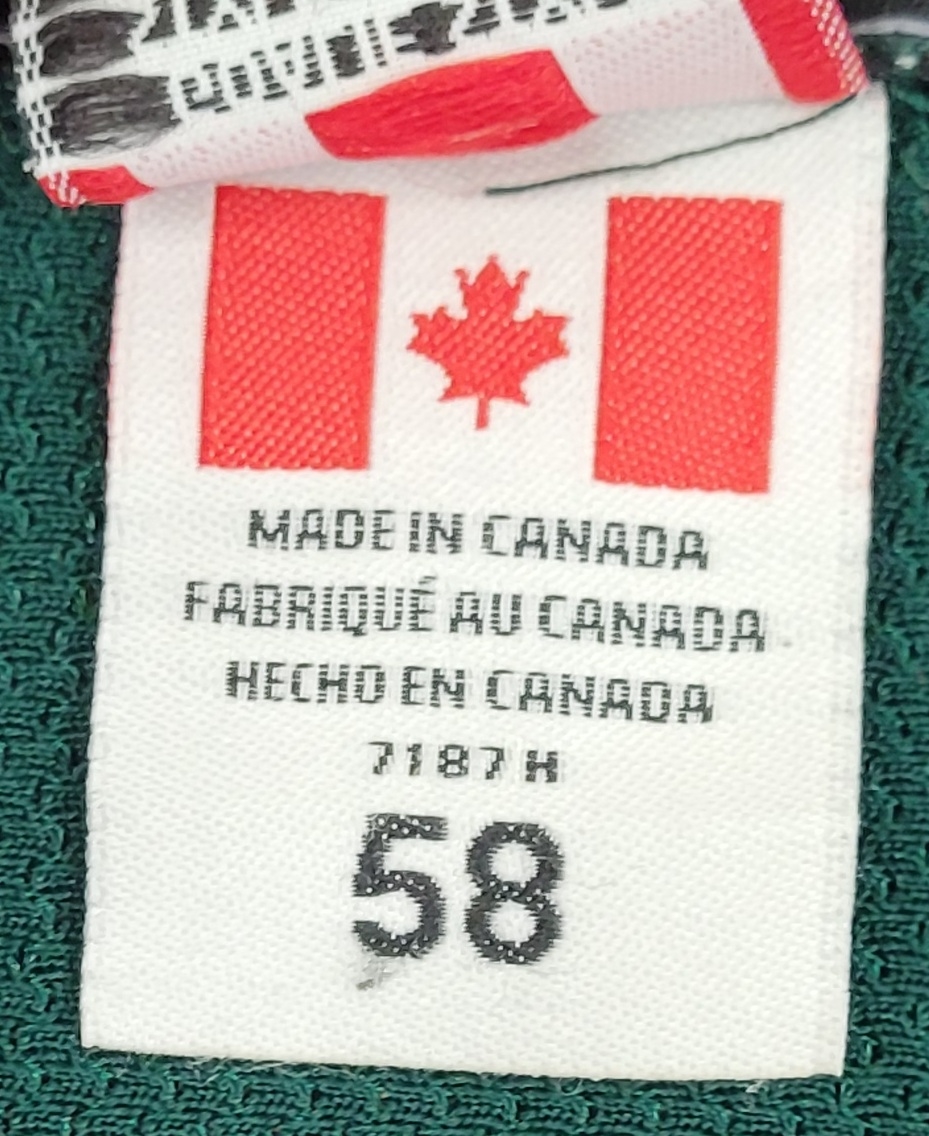 MADE IN CANADA
FABRIQUÉ AU CANADA
HECHO EN CANADA
7187 H
58